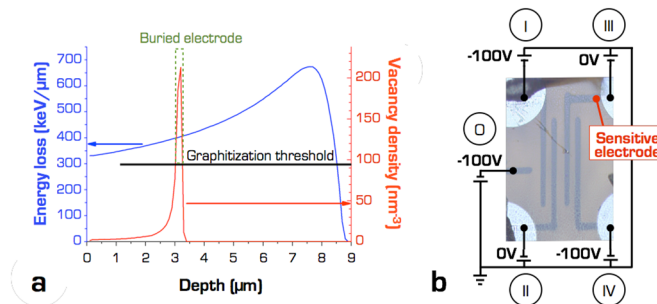 Buried electrode
700
600
500
400
300
200
100
0
Energy loss [keV/µm]
Graphitization threshold
200
150
100
50
0
Vacancy density [nm⁻³]
0 1 2 3 4 5 6 7 8 9
Depth [µm]
a
I
III
-100V
0V
O
-100V
Sensitive
electrode
0V
-100V
II
IV
b